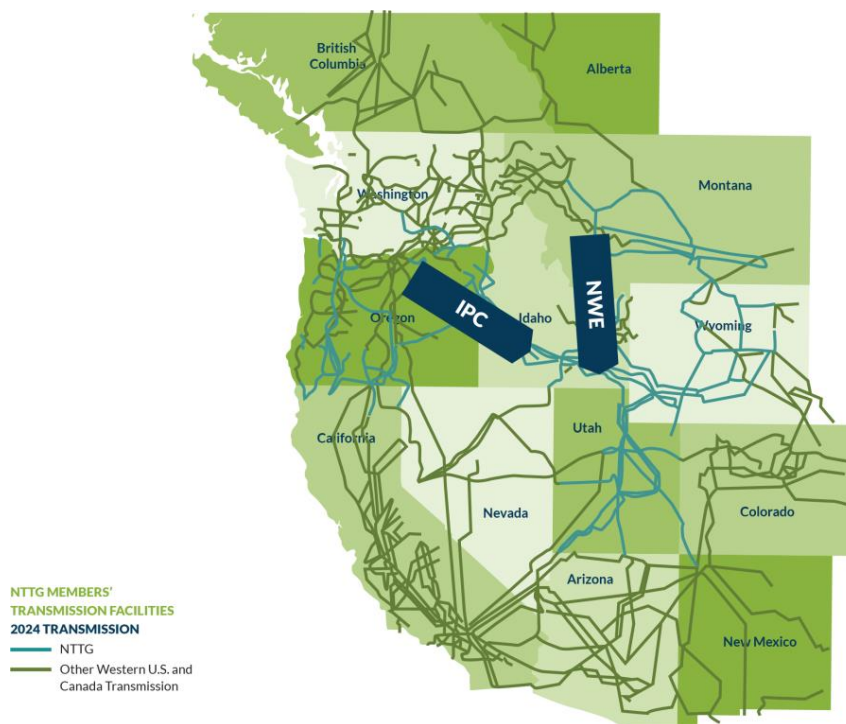 British
Columbia
Alberta
Washington
Montana
Oregon
IPC
Idaho
NWE
Wyoming
California
Utah
Nevada
Colorado
Arizona
New Mexico
NTTG MEMBERS'
TRANSMISSION FACILITIES
2024 TRANSMISSION
NTTG
Other Western U.S. and
Canada Transmission